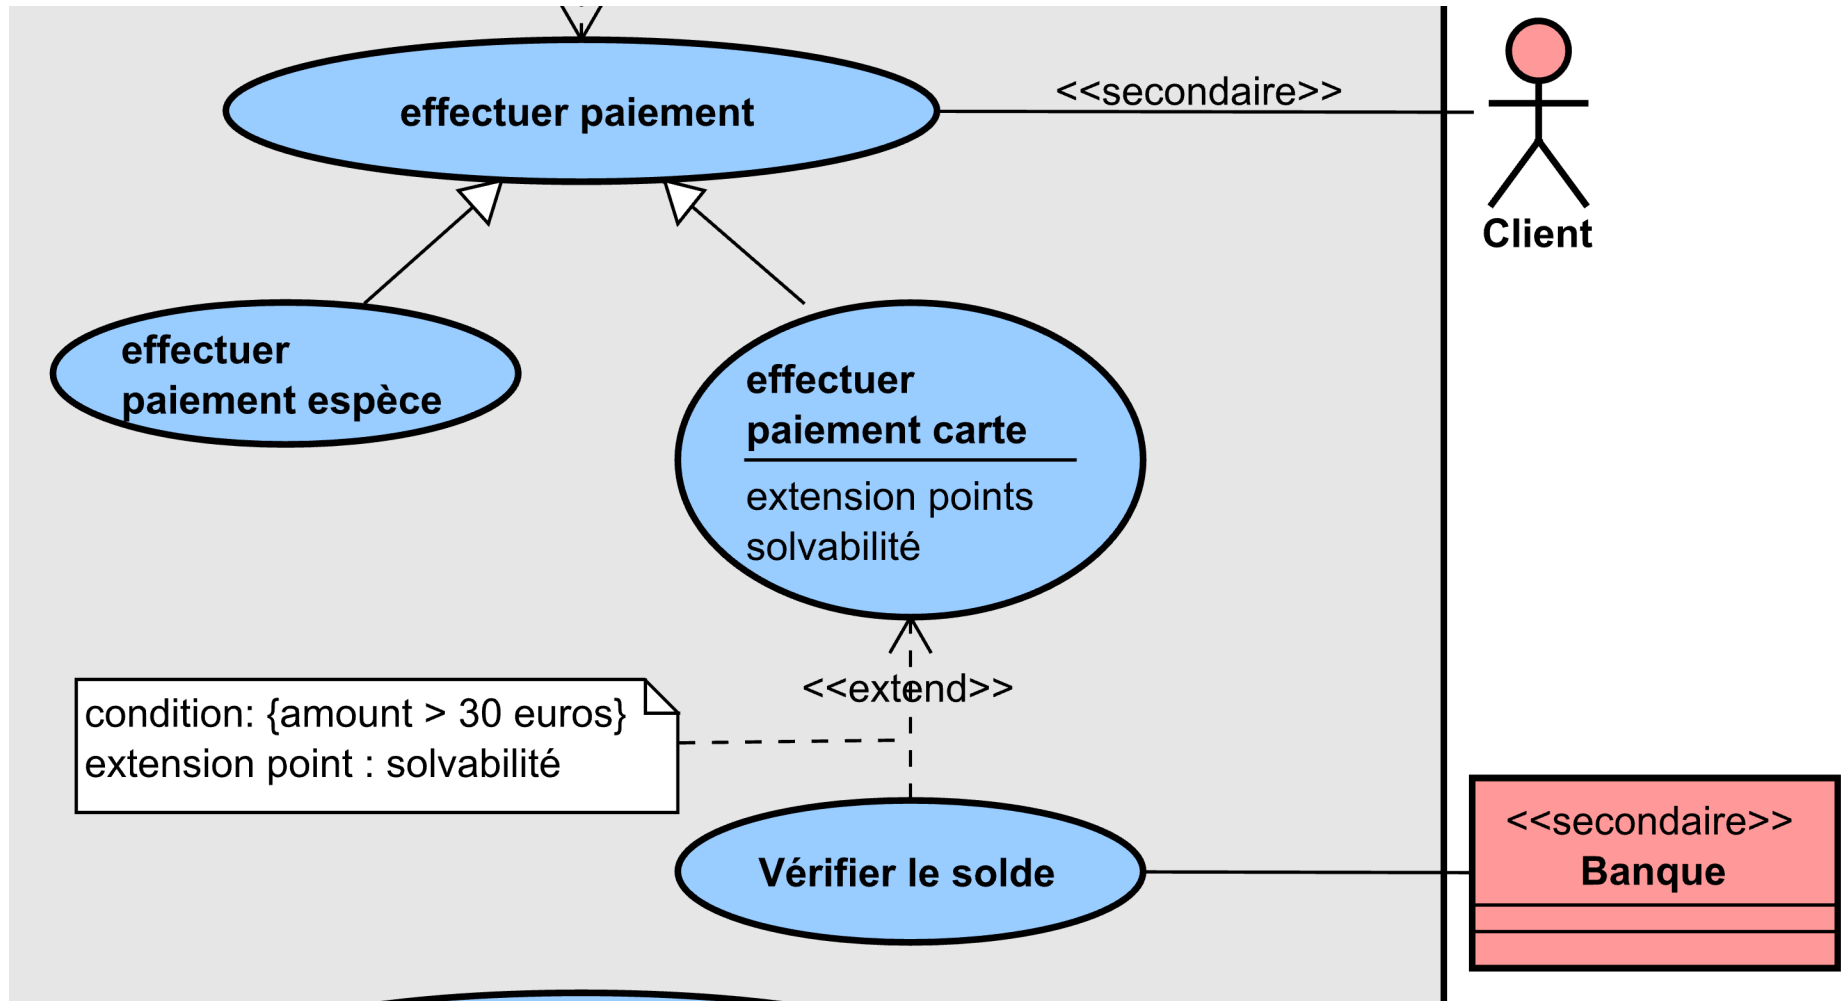 effectuer paiement
<<secondaire>>
Client
effectuer
paiement espèce
effectuer
paiement carte
extension points
solvabilité
<<extend>>
condition: {amount > 30 euros}
extension point : solvabilité
Vérifier le solde
<<secondaire>>
Banque